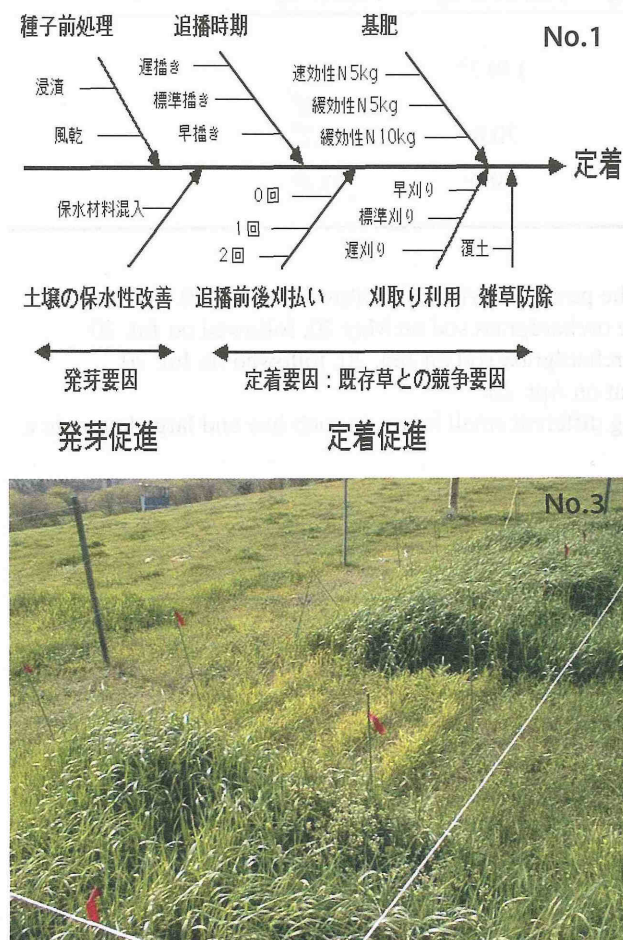 No.1
種子前処理
浸漬
風乾
追播時期
遅播き
標準播き
早播き
基肥
速効性N5kg
緩効性N5kg
緩効性N10kg
定着
保水材料混入
土壌の保水性改善
0回
1回
2回
追播前後刈払い
早刈り
標準刈り
遅刈り
刈取り利用
覆土
雑草防除
発芽要因
定着要因：既存草との競争要因
発芽促進
定着促進
No.3